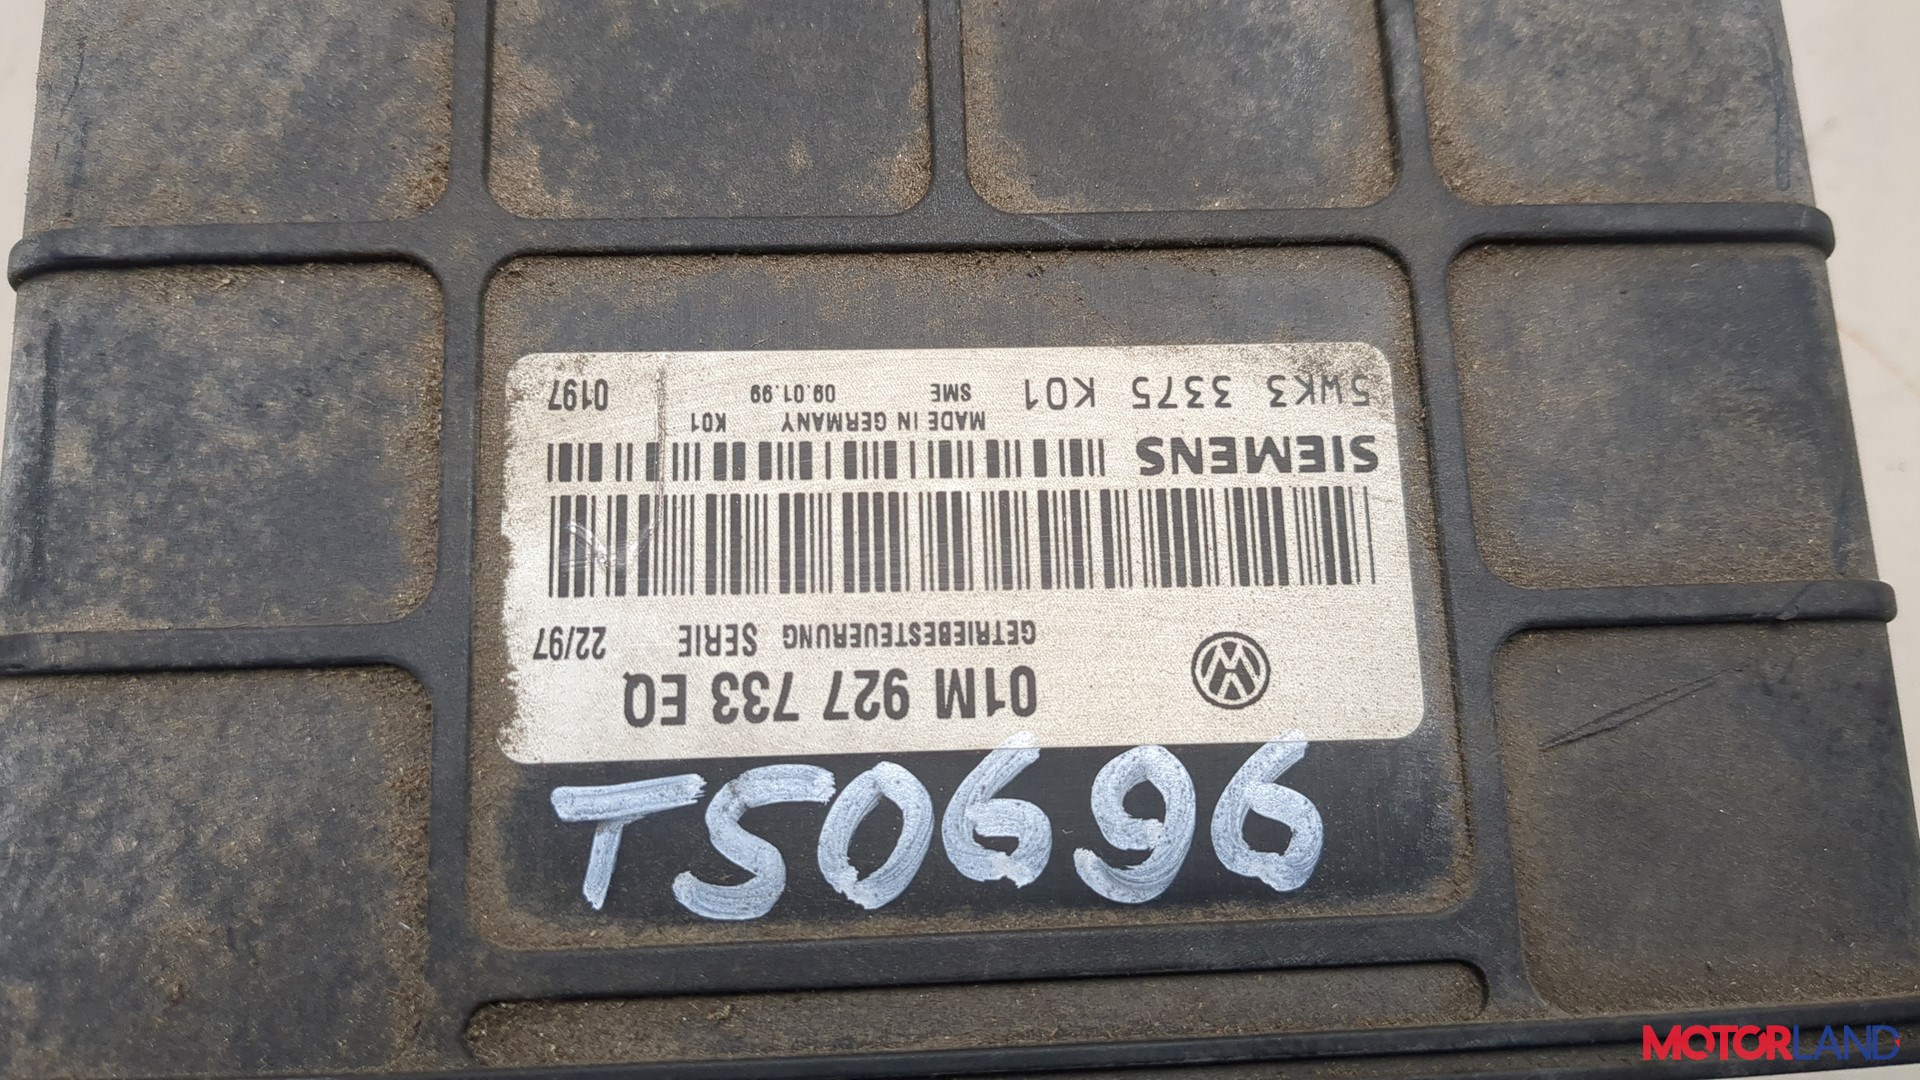 01M 927 733 EQ
GETRIEBESTEUERUNG SERIE 22/97
SIEMENS
MADE IN GERMANY K01
5WK3 3375 K01 SME 09.01.99 0197
TS0696
MOTORLAND